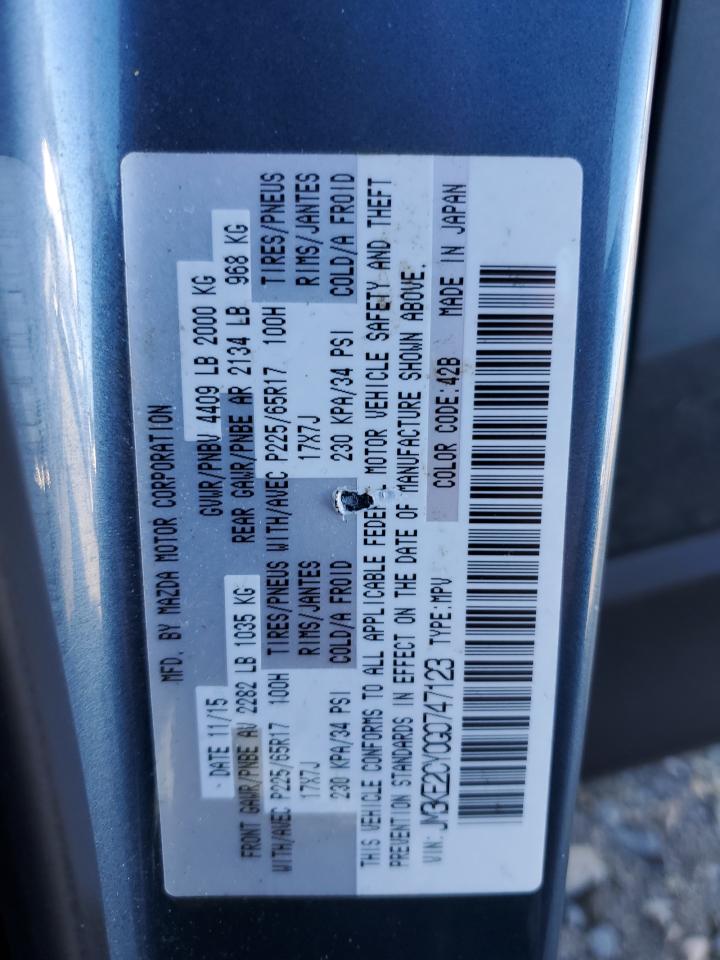 MFD. BY MAZDA MOTOR CORPORATION
DATE 11/15 GVWR/PNBV 4409 LB 2000 KG
FRONT GAWR/PNBE AV 2282 LB 1035 KG REAR GAWR/PNBE AR 2134 LB 968 KG
WITH/AVEC P225/65R17 100H TIRES/PNEUS WITH/AVEC P225/65R17 100H TIRES/PNEUS
17X7J RIMS/JANTES 17X7J RIMS/JANTES
230 KPA/34 PSI COLD/A FROID 230 KPA/34 PSI COLD/A FROID
THIS VEHICLE CONFORMS TO ALL APPLICABLE FEDERAL MOTOR VEHICLE SAFETY AND THEFT
PREVENTION STANDARDS IN EFFECT ON THE DATE OF MANUFACTURE SHOWN ABOVE.
VIN: JM3KE2CY0G0747123 TYPE:MPV COLOR CODE:42B MADE IN JAPAN